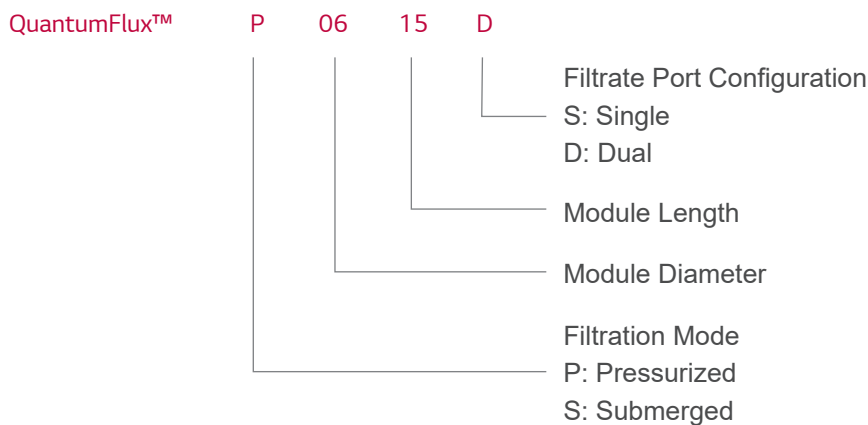 QuantumFlux™ P 06 15 D
Filtrate Port Configuration
S: Single
D: Dual
Module Length
Module Diameter
Filtration Mode
P: Pressurized
S: Submerged